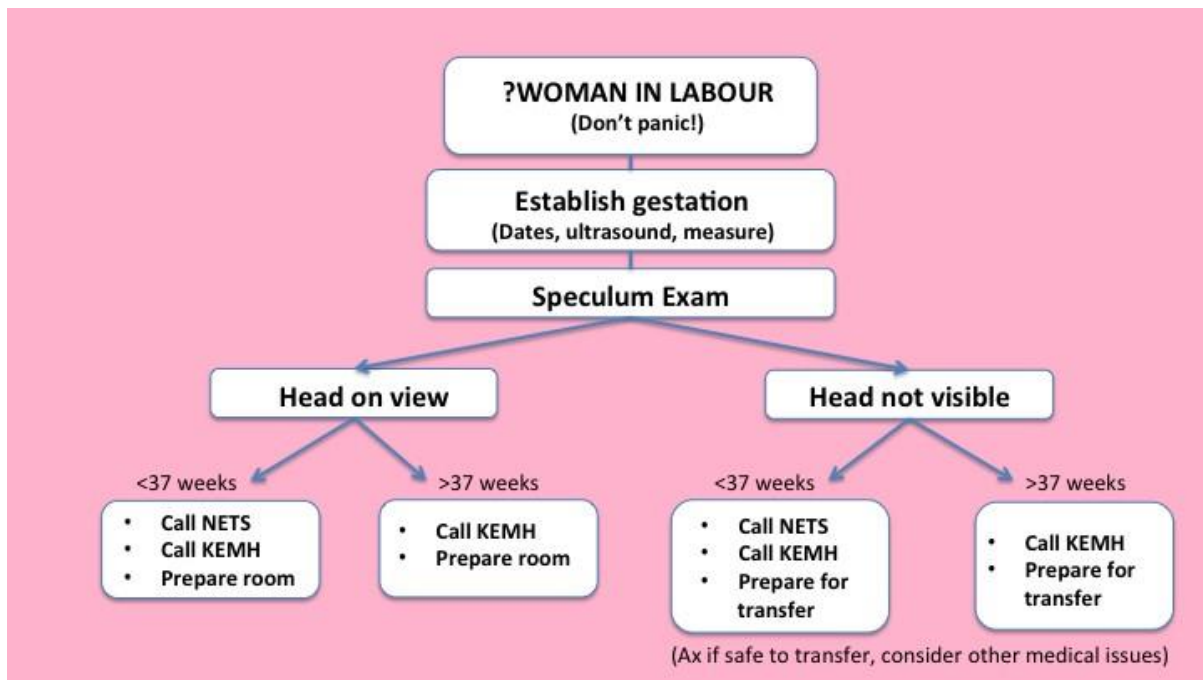 ?WOMAN IN LABOUR
(Don't panic!)
Establish gestation
(Dates, ultrasound, measure)
Speculum Exam
Head on view
Head not visible
<37 weeks
• Call NETS
• Call KEMH
• Prepare room
>37 weeks
• Call KEMH
• Prepare room
<37 weeks
• Call NETS
• Call KEMH
• Prepare for
transfer
>37 weeks
• Call KEMH
• Prepare for
transfer
(Ax if safe to transfer, consider other medical issues)